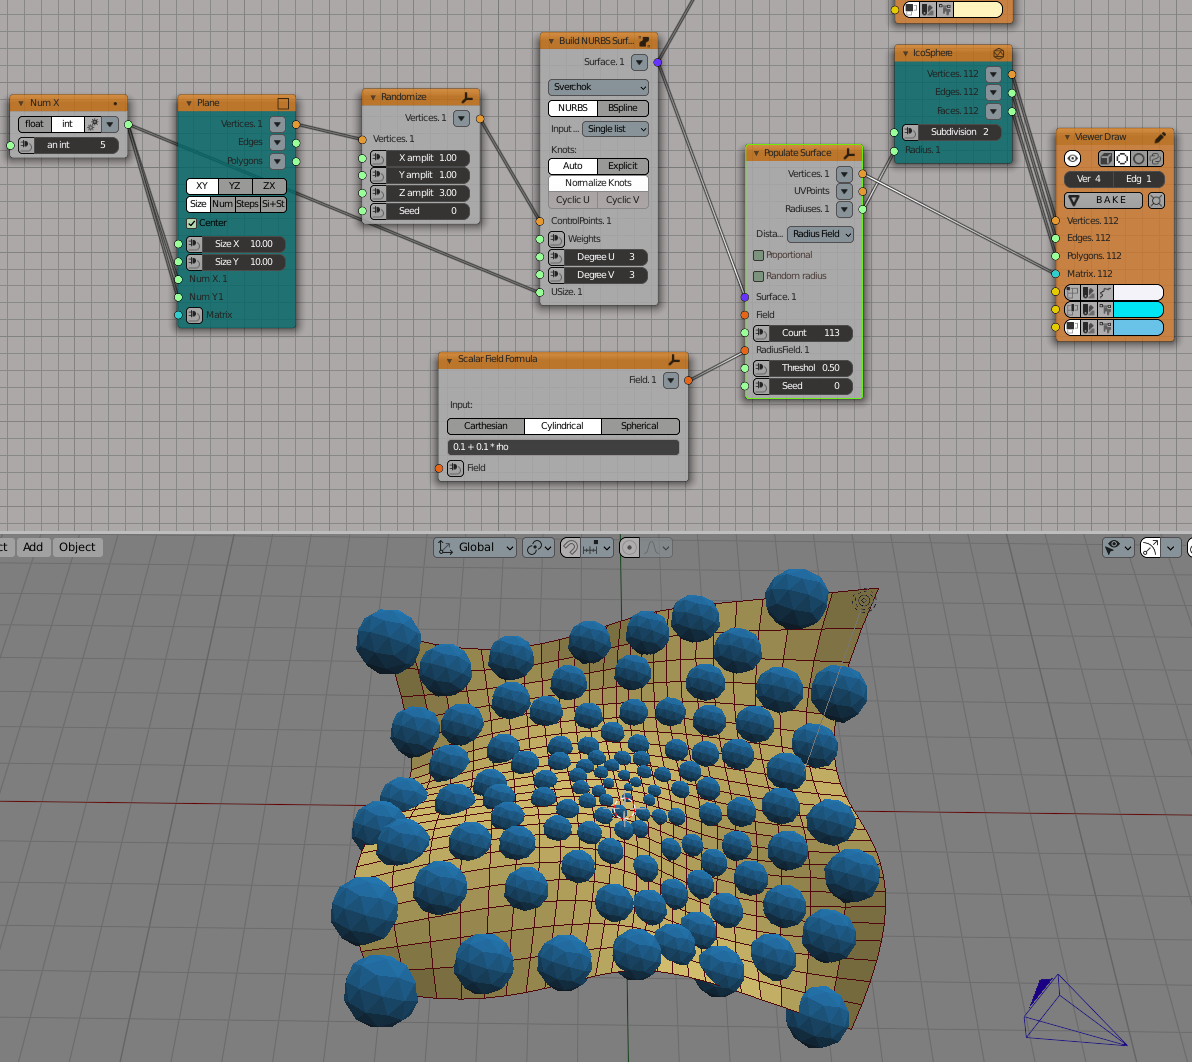 Num X
float int
an int 5
Plane
Vertices. 1
Edges
Polygons
XY YZ ZX
Size Num Steps Si+St
Center
Size X 10.00
Size Y 10.00
Num X. 1
Num Y1
Matrix
Randomize
Vertices. 1
Vertices. 1
X amplit 1.00
Y amplit 1.00
Z amplit 3.00
Seed 0
Build NURBS Surf...
Surface. 1
Sverchok
NURBS BSpline
Input ... Single list
Knots:
Auto Explicit
Normalize Knots
Cyclic U Cyclic V
ControlPoints. 1
Weights
Degree U 3
Degree V 3
USize. 1
Scalar Field Formula
Field. 1
Input:
Carthesian Cylindrical Spherical
0.1 + 0.1 * rho
Field
Populate Surface
Vertices. 1
UVPoints
Radiuses. 1
Dista... Radius Field
Proportional
Random radius
Surface. 1
Field
Count 113
RadiusField. 1
Threshol 0.50
Seed 0
IcoSphere
Vertices. 112
Edges. 112
Faces. 112
Subdivision 2
Radius. 1
Viewer Draw
Ver 4 Edg 1
BAKE
Vertices. 112
Edges. 112
Polygons. 112
Matrix. 112
ct Add Object Global